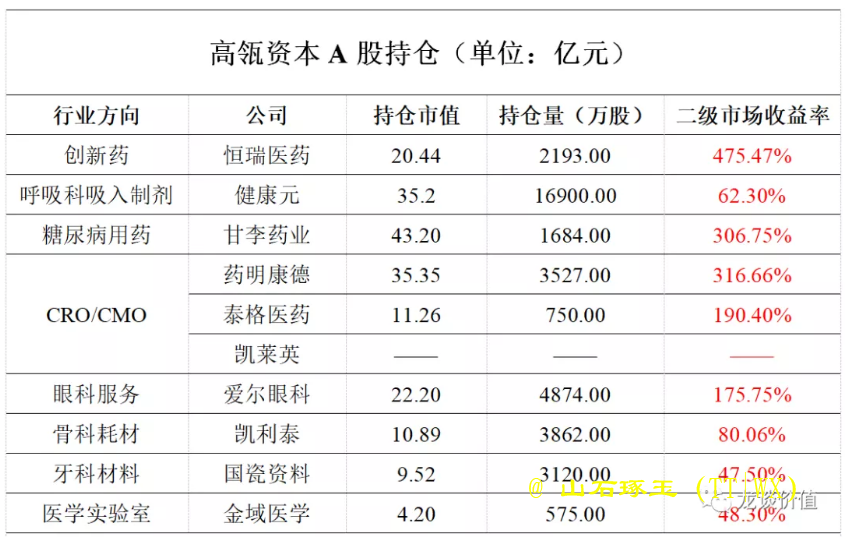 高瓴资本 A 股持仓（单位：亿元）
行业方向 公司 持仓市值 持仓量（万股） 二级市场收益率
创新药 恒瑞医药 20.44 2193.00 475.47%
呼吸科吸入制剂 健康元 35.2 16900.00 62.30%
糖尿病用药 甘李药业 43.20 1684.00 306.75%
药明康德 35.35 3527.00 316.66%
CRO/CMO 泰格医药 11.26 750.00 190.40%
凯莱英 —— —— ——
眼科服务 爱尔眼科 22.20 4874.00 175.75%
骨科耗材 凯利泰 10.89 3862.00 80.06%
牙科材料 国瓷资料 9.52 3120.00 47.50%
@ 山石琢玉
龙谈价值
医学实验室 金域医学 4.20 575.00 48.30%